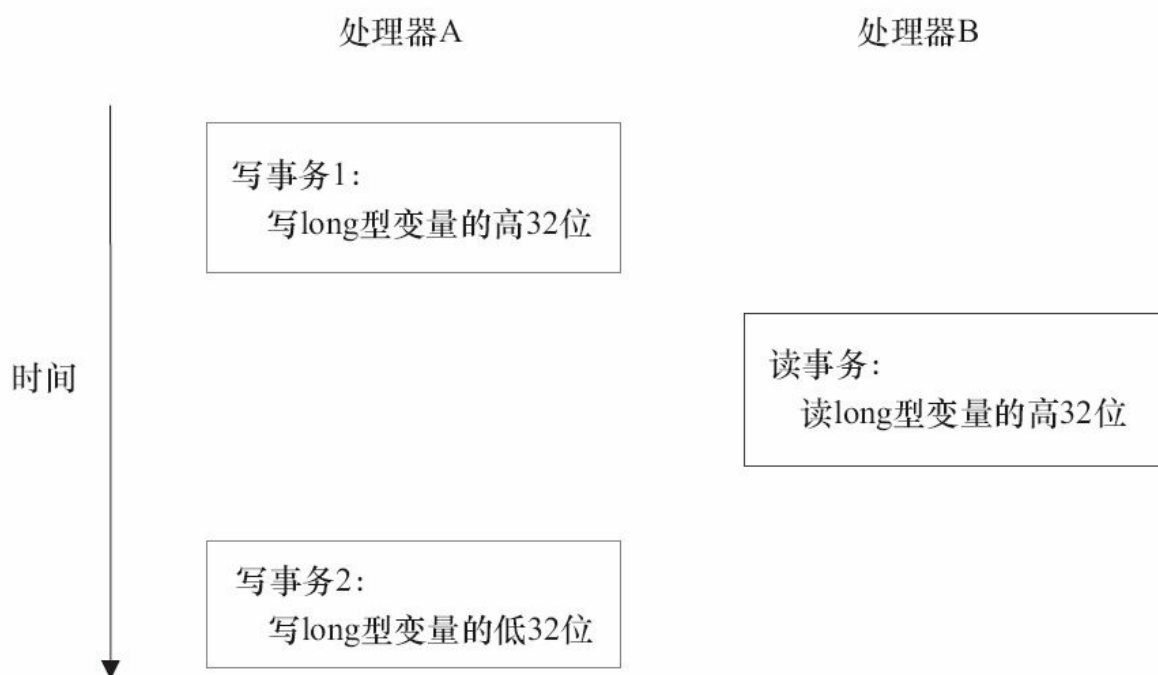 处理器A
处理器B
写事务1:
写long型变量的高32位
读事务:
读long型变量的高32位
时间
写事务2:
写long型变量的低32位